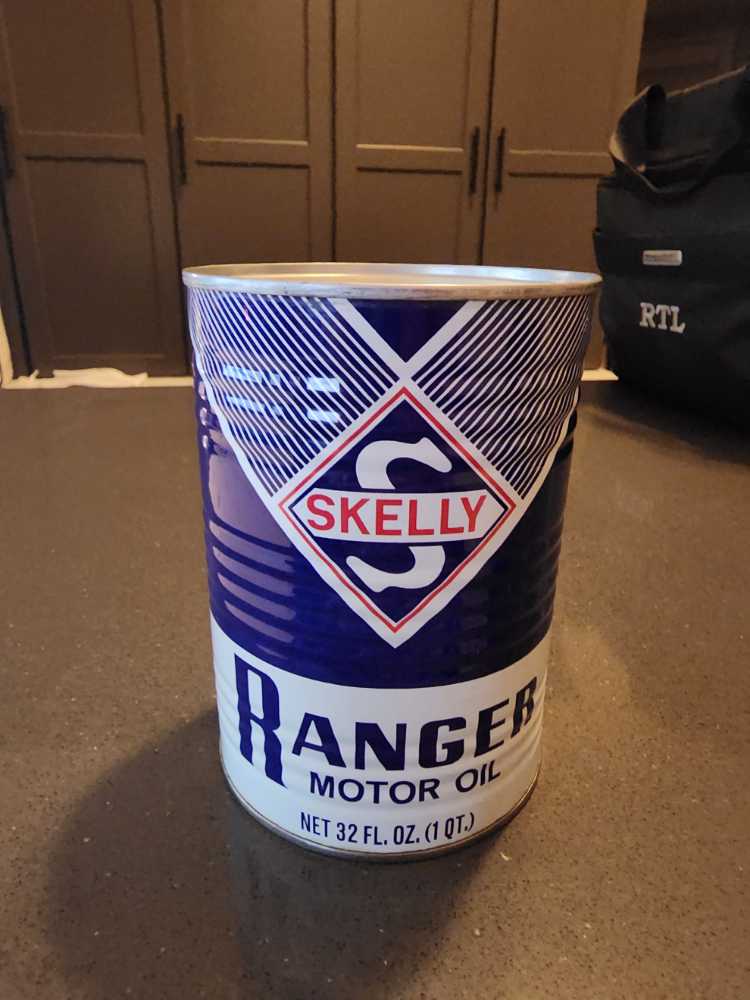 S
SKELLY
RANGER
MOTOR OIL
NET 32 FL. OZ. (1 QT.)
RTL